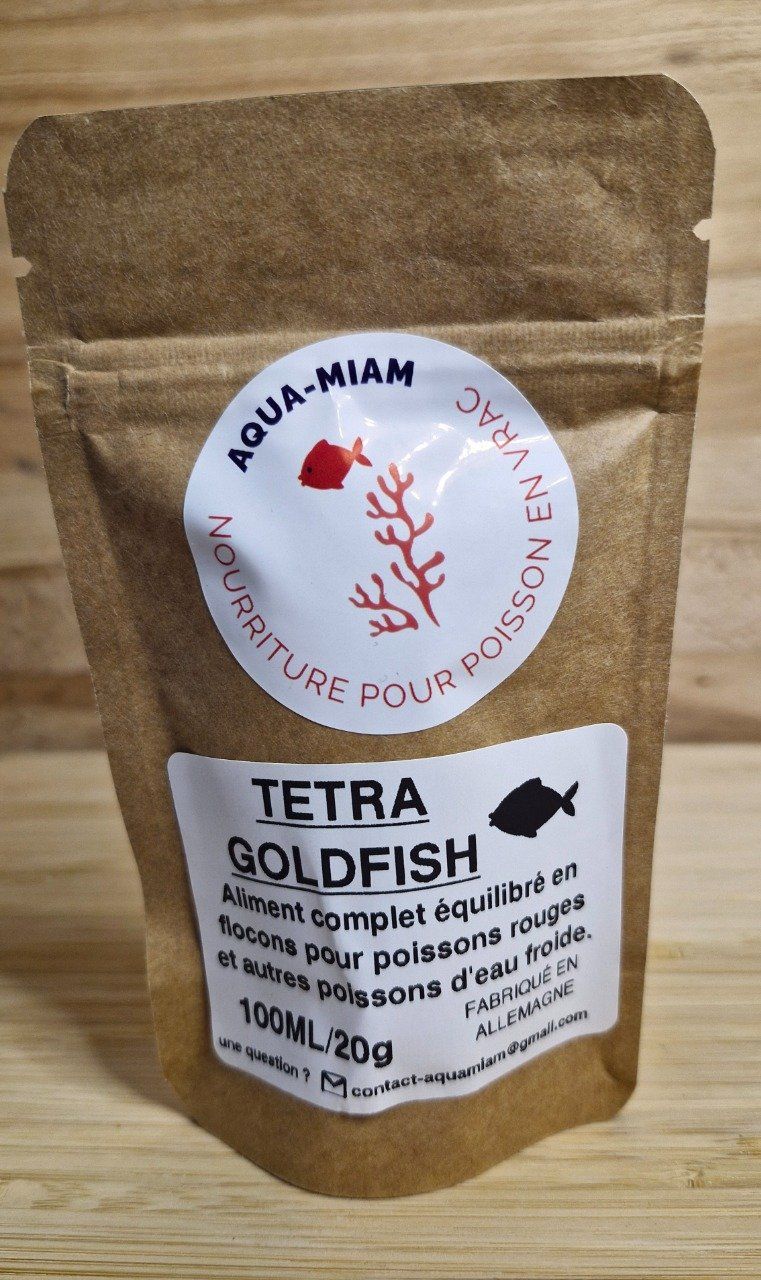 AQUA-MIAM
NOURRITURE POUR POISSON EN VRAC
TETRA
GOLDFISH
Aliment complet équilibré en
flocons pour poissons rouges
et autres poissons d'eau froide.
FABRIQUÉ EN
ALLEMAGNE
100ML/20g
une question ? contact-aquamiam@gmail.com